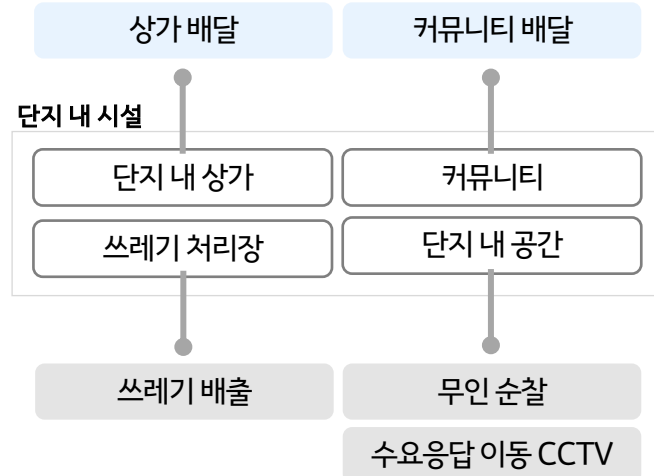 상가 배달
커뮤니티 배달
단지 내 시설
단지 내 상가
커뮤니티
쓰레기 처리장
단지 내 공간
쓰레기 배출
무인 순찰
수요응답 이동 CCTV